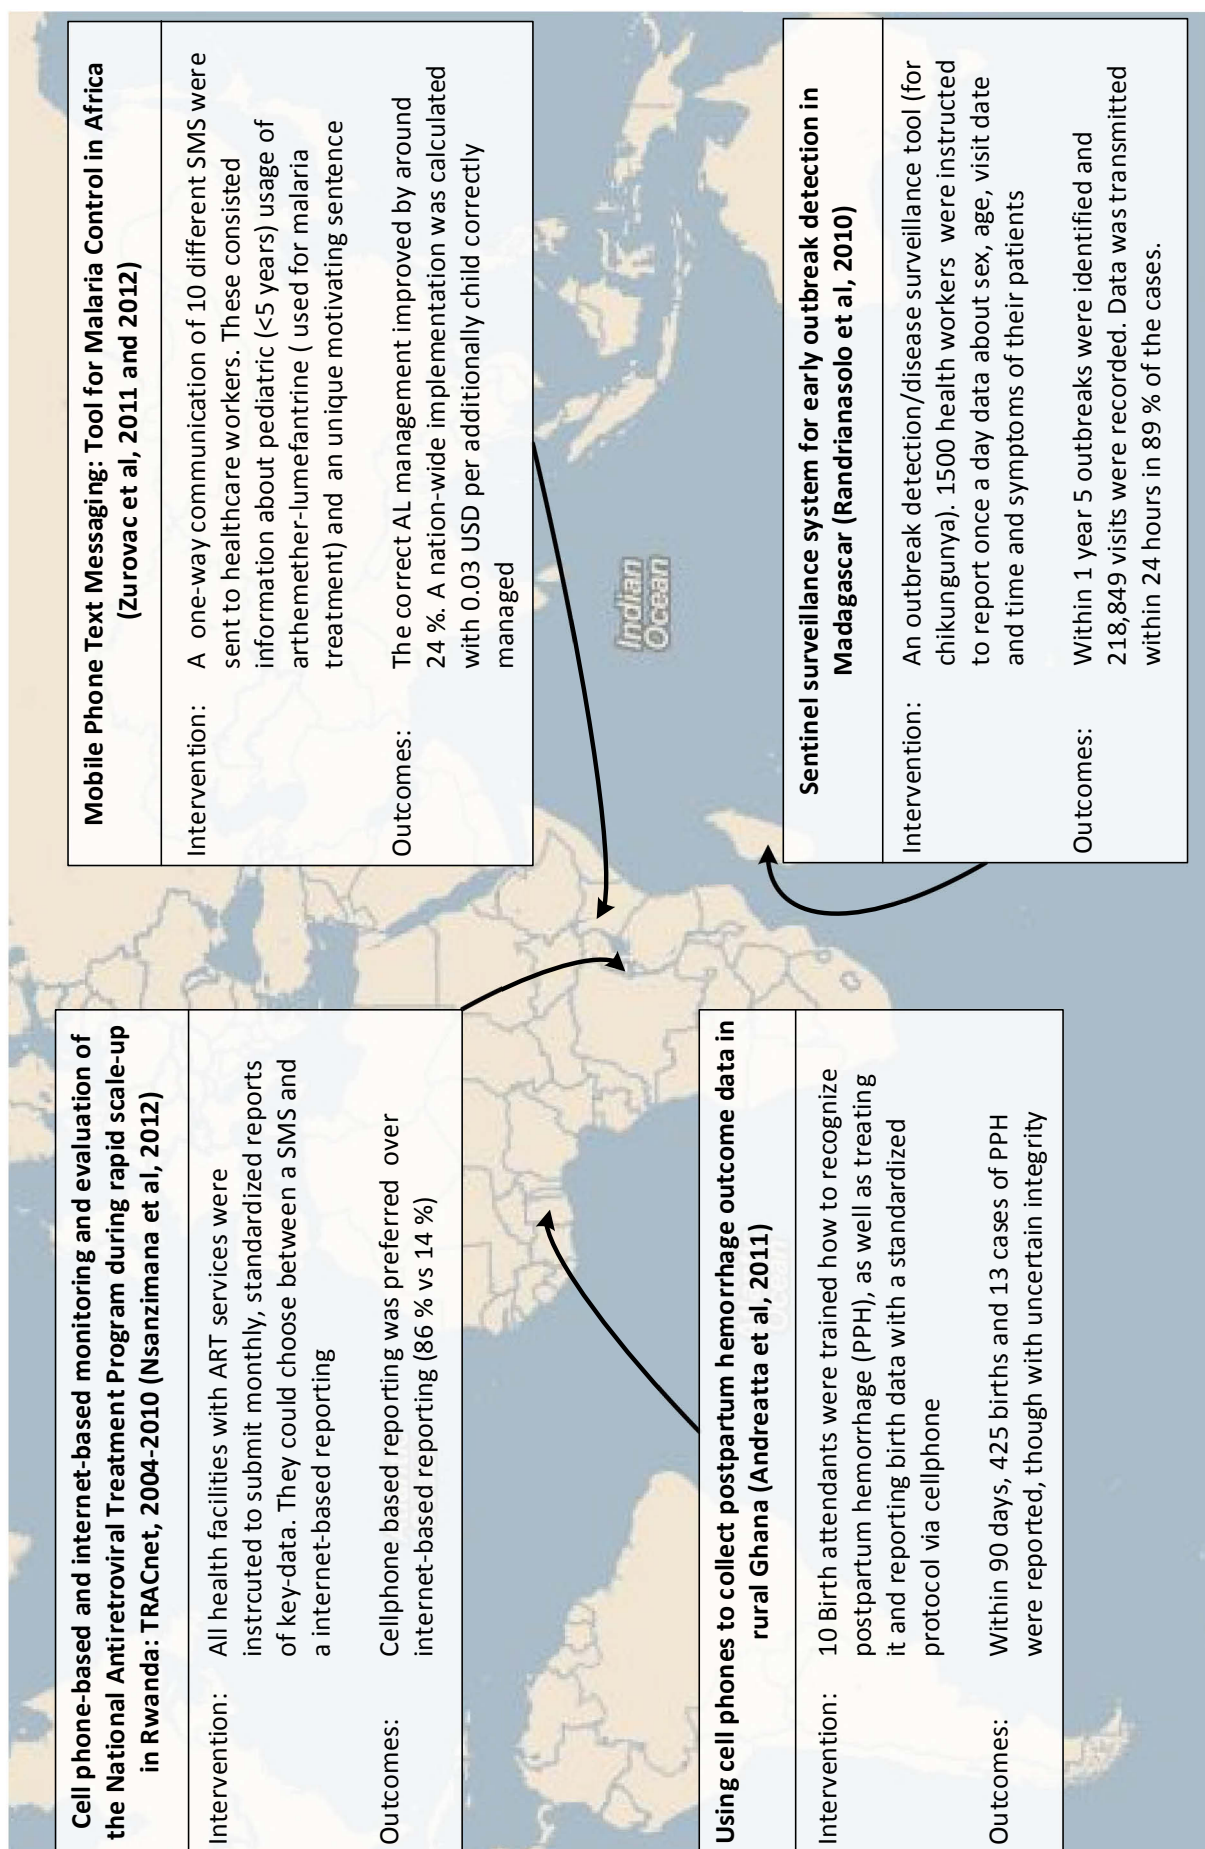 Cell phone-based and internet-based monitoring and evaluation of
the National Antiretroviral Treatment Program during rapid scale-up
in Rwanda: TRACnet, 2004-2010 (Nsanzimana et al, 2012)
Intervention: All health facilities with ART services were
instrcuted to submit monthly, standardized reports
of key-data. They could choose between a SMS and
a internet-based reporting
Outcomes: Cellphone based reporting was preferred over
internet-based reporting (86 % vs 14 %)
Mobile Phone Text Messaging: Tool for Malaria Control in Africa
(Zurovac et al, 2011 and 2012)
Intervention: A one-way communication of 10 different SMS were
sent to healthcare workers. These consisted
information about pediatric (<5 years) usage of
arthemether-lumefantrine ( used for malaria
treatment) and an unique motivating sentence
Outcomes: The correct AL management improved by around
24 %. A nation-wide implementation was calculated
with 0.03 USD per additionally child correctly
managed
Indian
Ocean
Using cell phones to collect postpartum hemorrhage outcome data in
rural Ghana (Andreatta et al, 2011)
Intervention: 10 Birth attendants were trained how to recognize
postpartum hemorrhage (PPH), as well as treating
it and reporting birth data with a standardized
protocol via cellphone
Outcomes: Within 90 days, 425 births and 13 cases of PPH
were reported, though with uncertain integrity
Sentinel surveillance system for early outbreak detection in
Madagascar (Randrianasolo et al, 2010)
Intervention: An outbreak detection/disease surveillance tool (for
chikungunya). 1500 health workers were instructed
to report once a day data about sex, age, visit date
and time and symptoms of their patients
Outcomes: Within 1 year 5 outbreaks were identified and
218,849 visits were recorded. Data was transmitted
within 24 hours in 89 % of the cases.